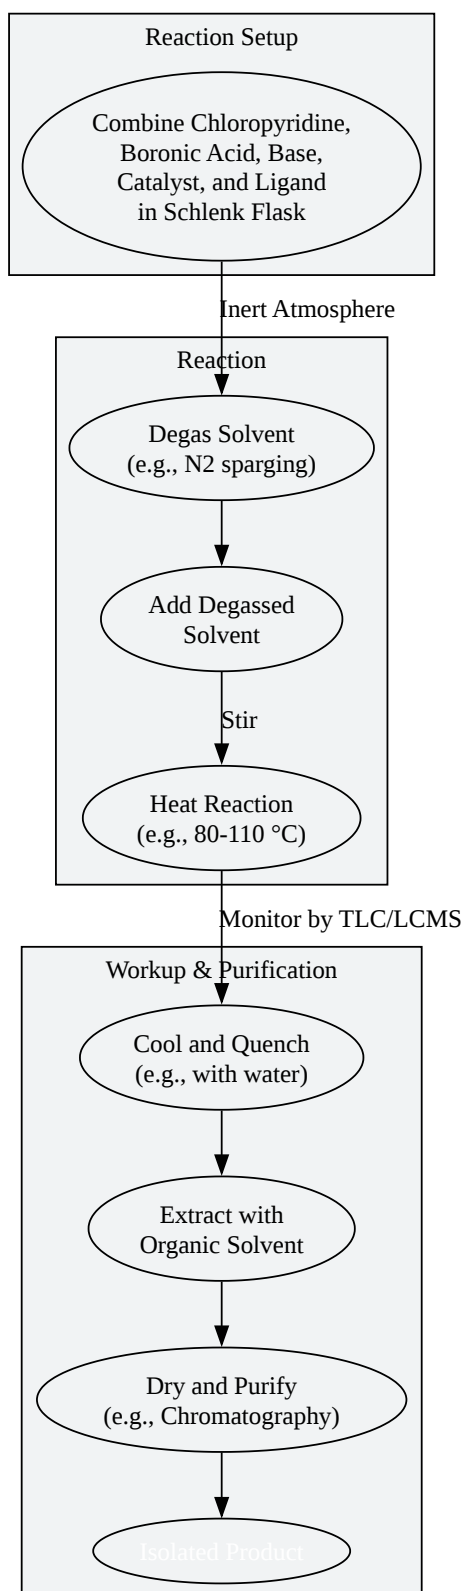 Reaction Setup
Combine Chloropyridine,
Boronic Acid, Base,
Catalyst, and Ligand
in Schlenk Flask
Inert Atmosphere
Reaction
Degas Solvent
(e.g., N2 sparging)
Add Degassed
Solvent
Stir
Heat Reaction
(e.g., 80-110 °C)
Monitor by TLC/LCMS
Workup & Purification
Cool and Quench
(e.g., with water)
Extract with
Organic Solvent
Dry and Purify
(e.g., Chromatography)
Isolated Product